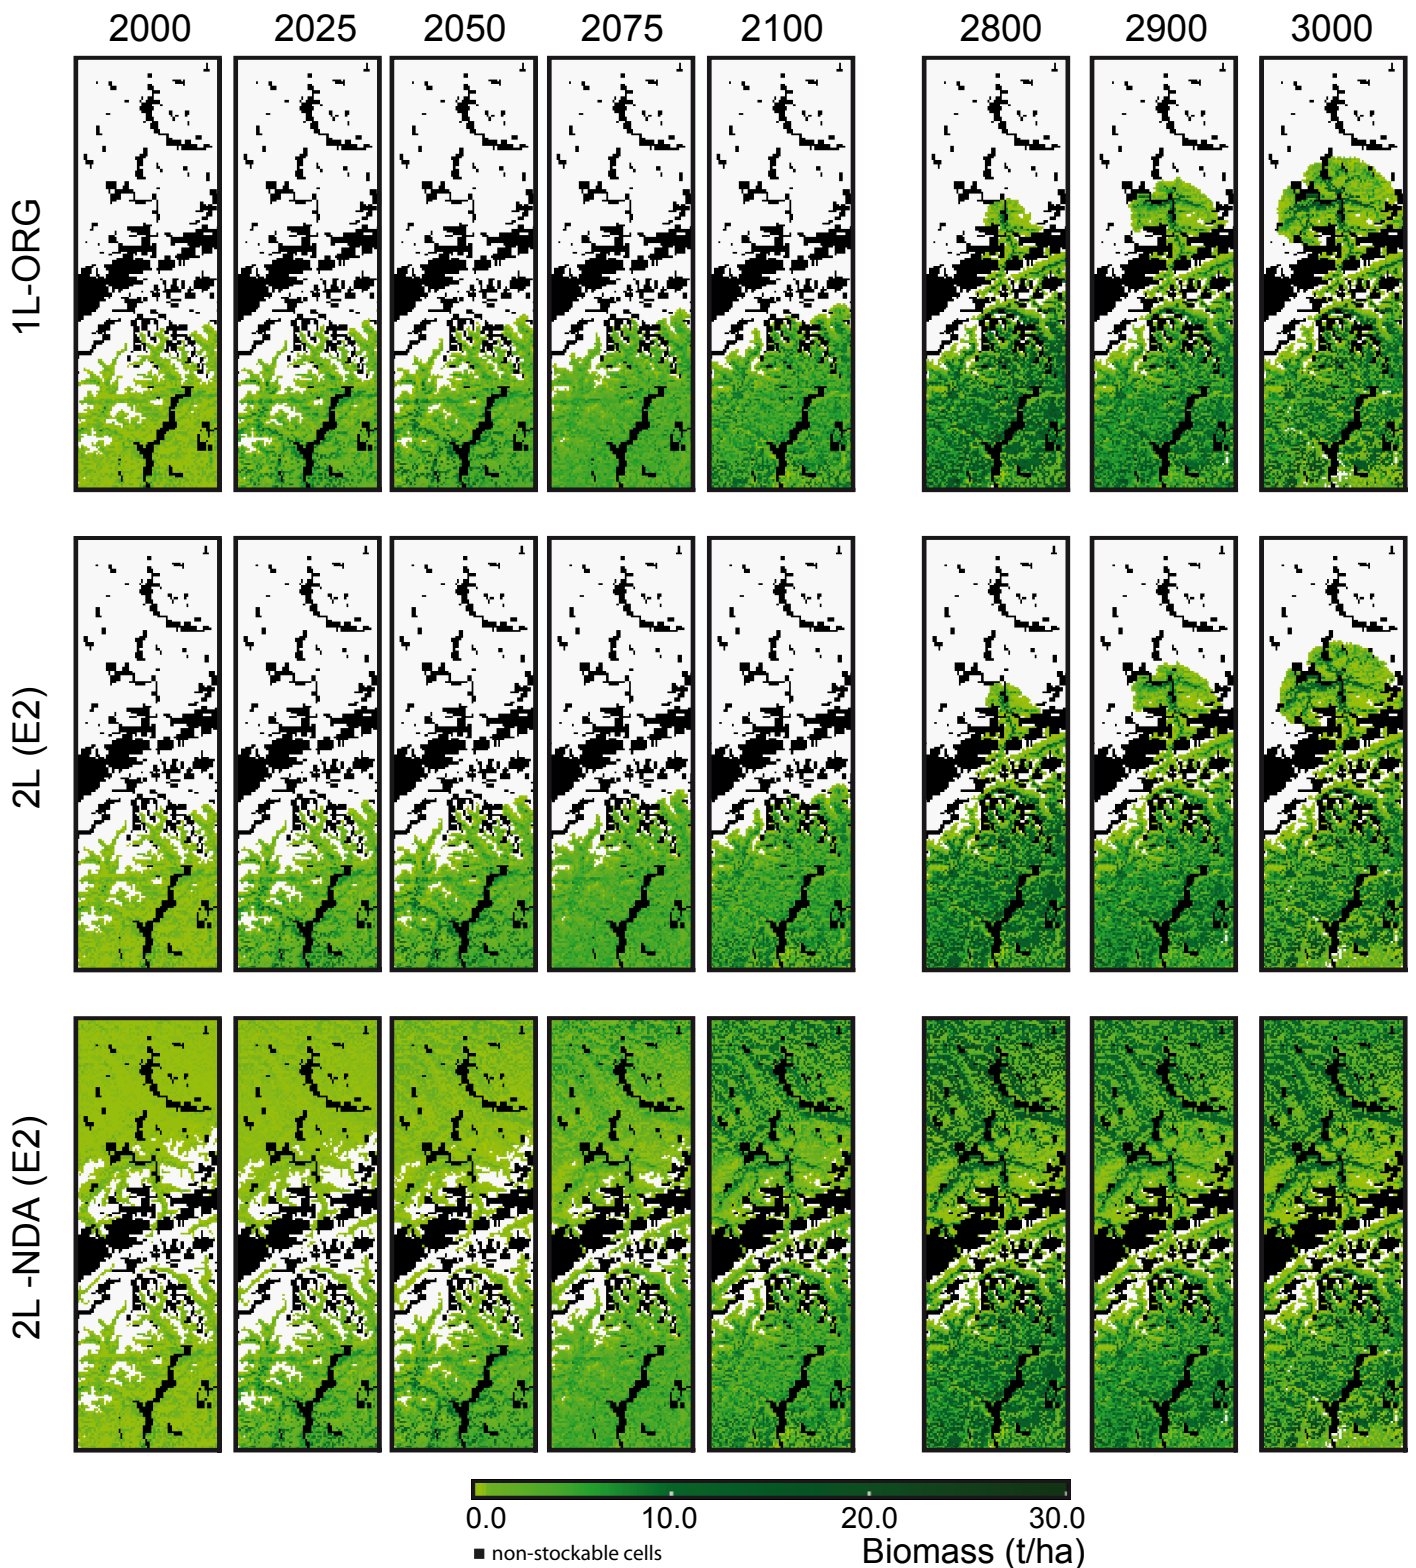 2000 2025 2050 2075 2100 2800 2900 3000
1L-ORG
2L (E2)
2L -NDA (E2)
0.0 10.0 20.0 30.0
■ non-stockable cells
Biomass (t/ha)